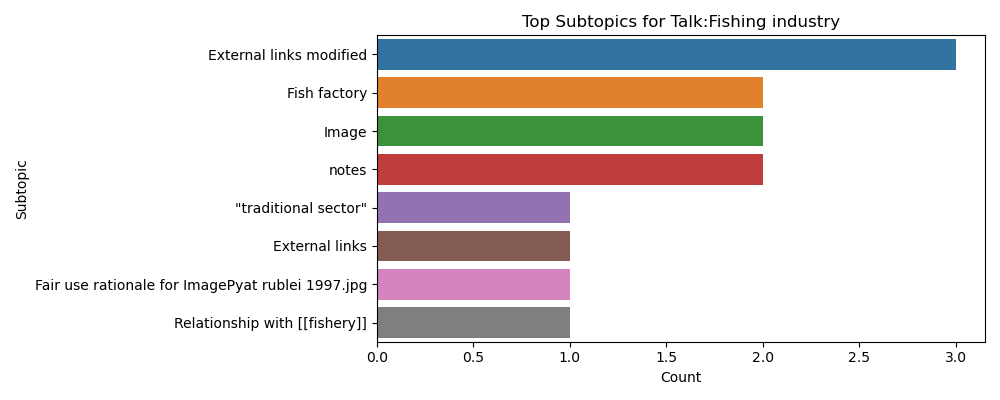 Top Subtopics for Talk:Fishing industry
External links modified
Fish factory
Image
notes
"traditional sector"
External links
Fair use rationale for ImagePyat rublei 1997.jpg
Relationship with [[fishery]]
Subtopic
0.0 0.5 1.0 1.5 2.0 2.5 3.0
Count